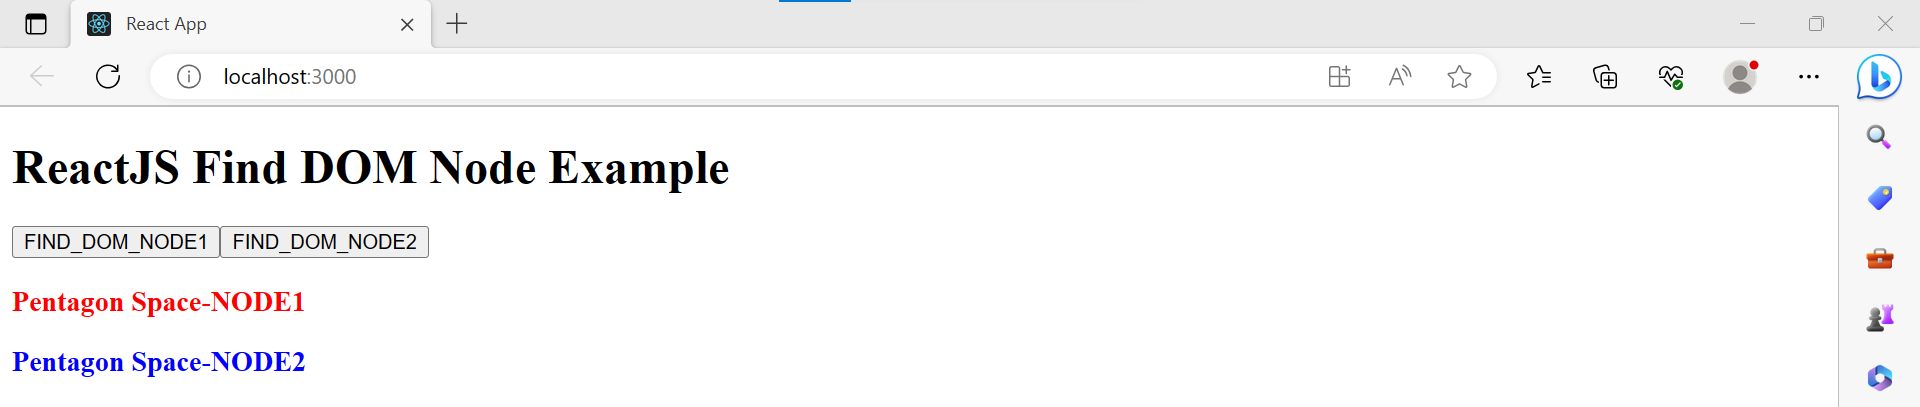 React App
localhost:3000
ReactJS Find DOM Node Example
FIND_DOM_NODE1 FIND_DOM_NODE2
Pentagon Space-NODE1
Pentagon Space-NODE2